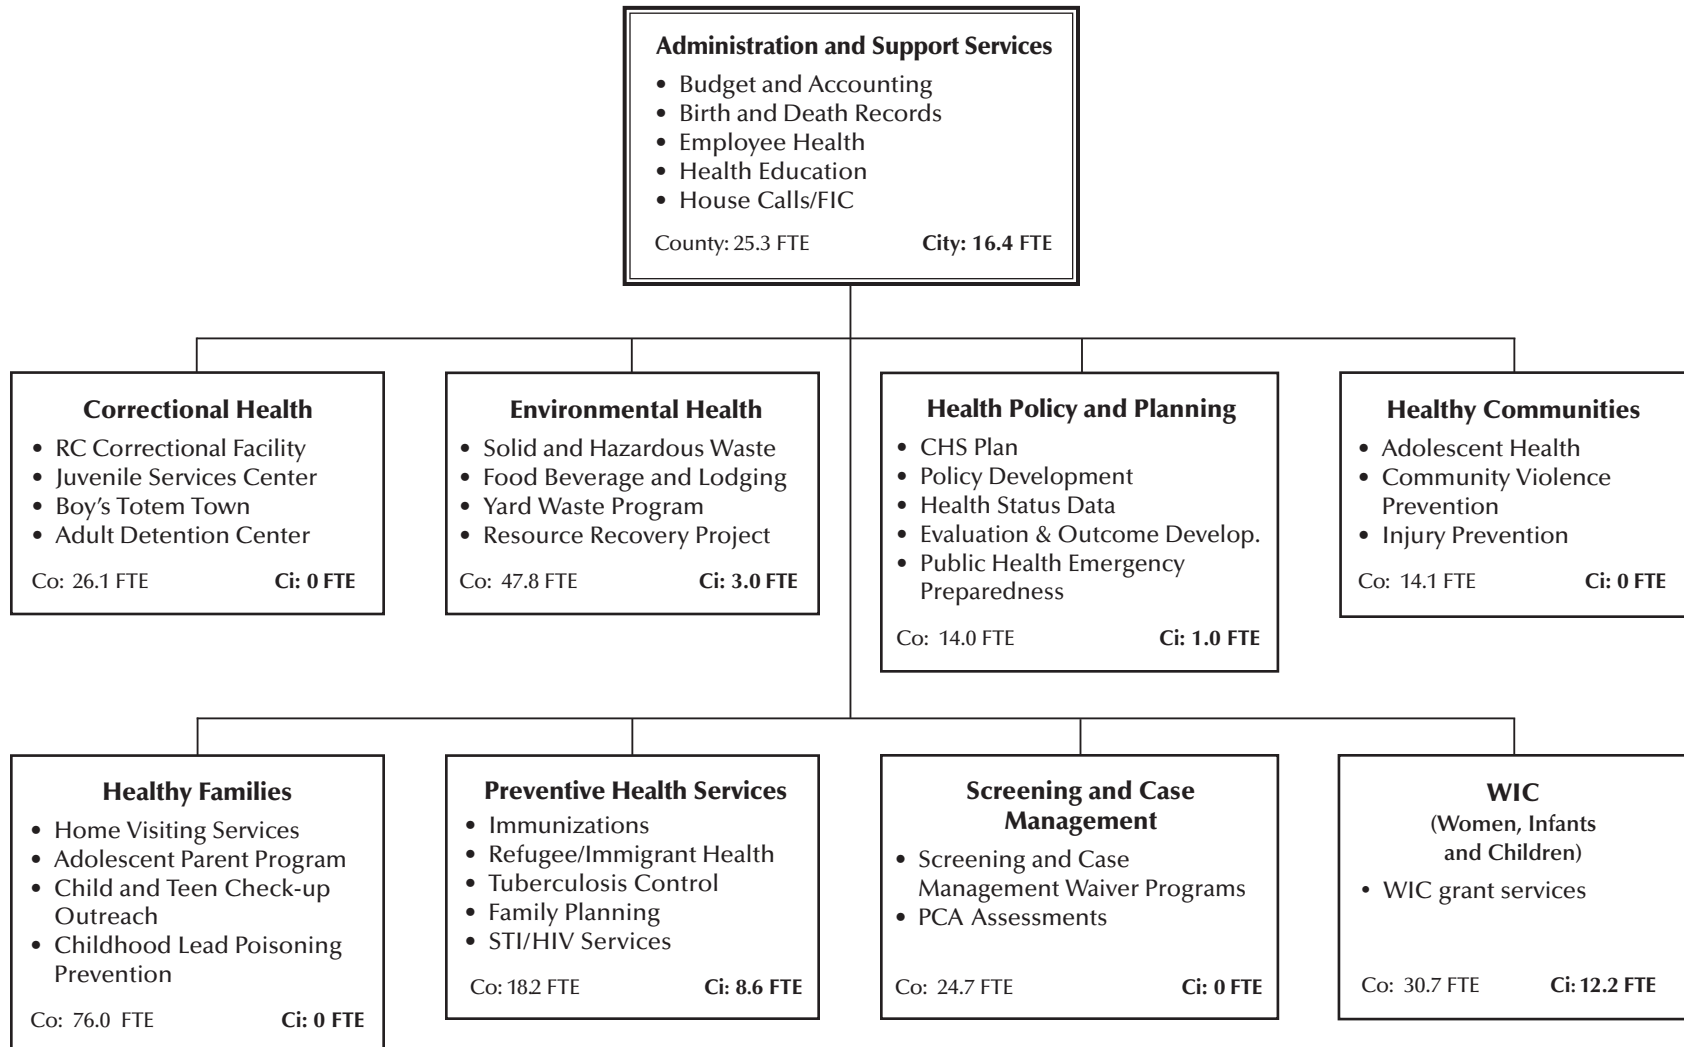 Administration and Support Services
• Budget and Accounting
• Birth and Death Records
• Employee Health
• Health Education
• House Calls/FIC
County: 25.3 FTE City: 16.4 FTE
Correctional Health
• RC Correctional Facility
• Juvenile Services Center
• Boy's Totem Town
• Adult Detention Center
Co: 26.1 FTE Ci: 0 FTE
Environmental Health
• Solid and Hazardous Waste
• Food Beverage and Lodging
• Yard Waste Program
• Resource Recovery Project
Co: 47.8 FTE Ci: 3.0 FTE
Health Policy and Planning
• CHS Plan
• Policy Development
• Health Status Data
• Evaluation & Outcome Develop.
• Public Health Emergency
Preparedness
Co: 14.0 FTE Ci: 1.0 FTE
Healthy Communities
• Adolescent Health
• Community Violence
Prevention
• Injury Prevention
Co: 14.1 FTE Ci: 0 FTE
Healthy Families
• Home Visiting Services
• Adolescent Parent Program
• Child and Teen Check-up
Outreach
• Childhood Lead Poisoning
Prevention
Co: 76.0 FTE Ci: 0 FTE
Preventive Health Services
• Immunizations
• Refugee/Immigrant Health
• Tuberculosis Control
• Family Planning
• STI/HIV Services
Co: 18.2 FTE Ci: 8.6 FTE
Screening and Case
Management
• Screening and Case
Management Waiver Programs
• PCA Assessments
Co: 24.7 FTE Ci: 0 FTE
WIC
(Women, Infants
and Children)
• WIC grant services
Co: 30.7 FTE Ci: 12.2 FTE